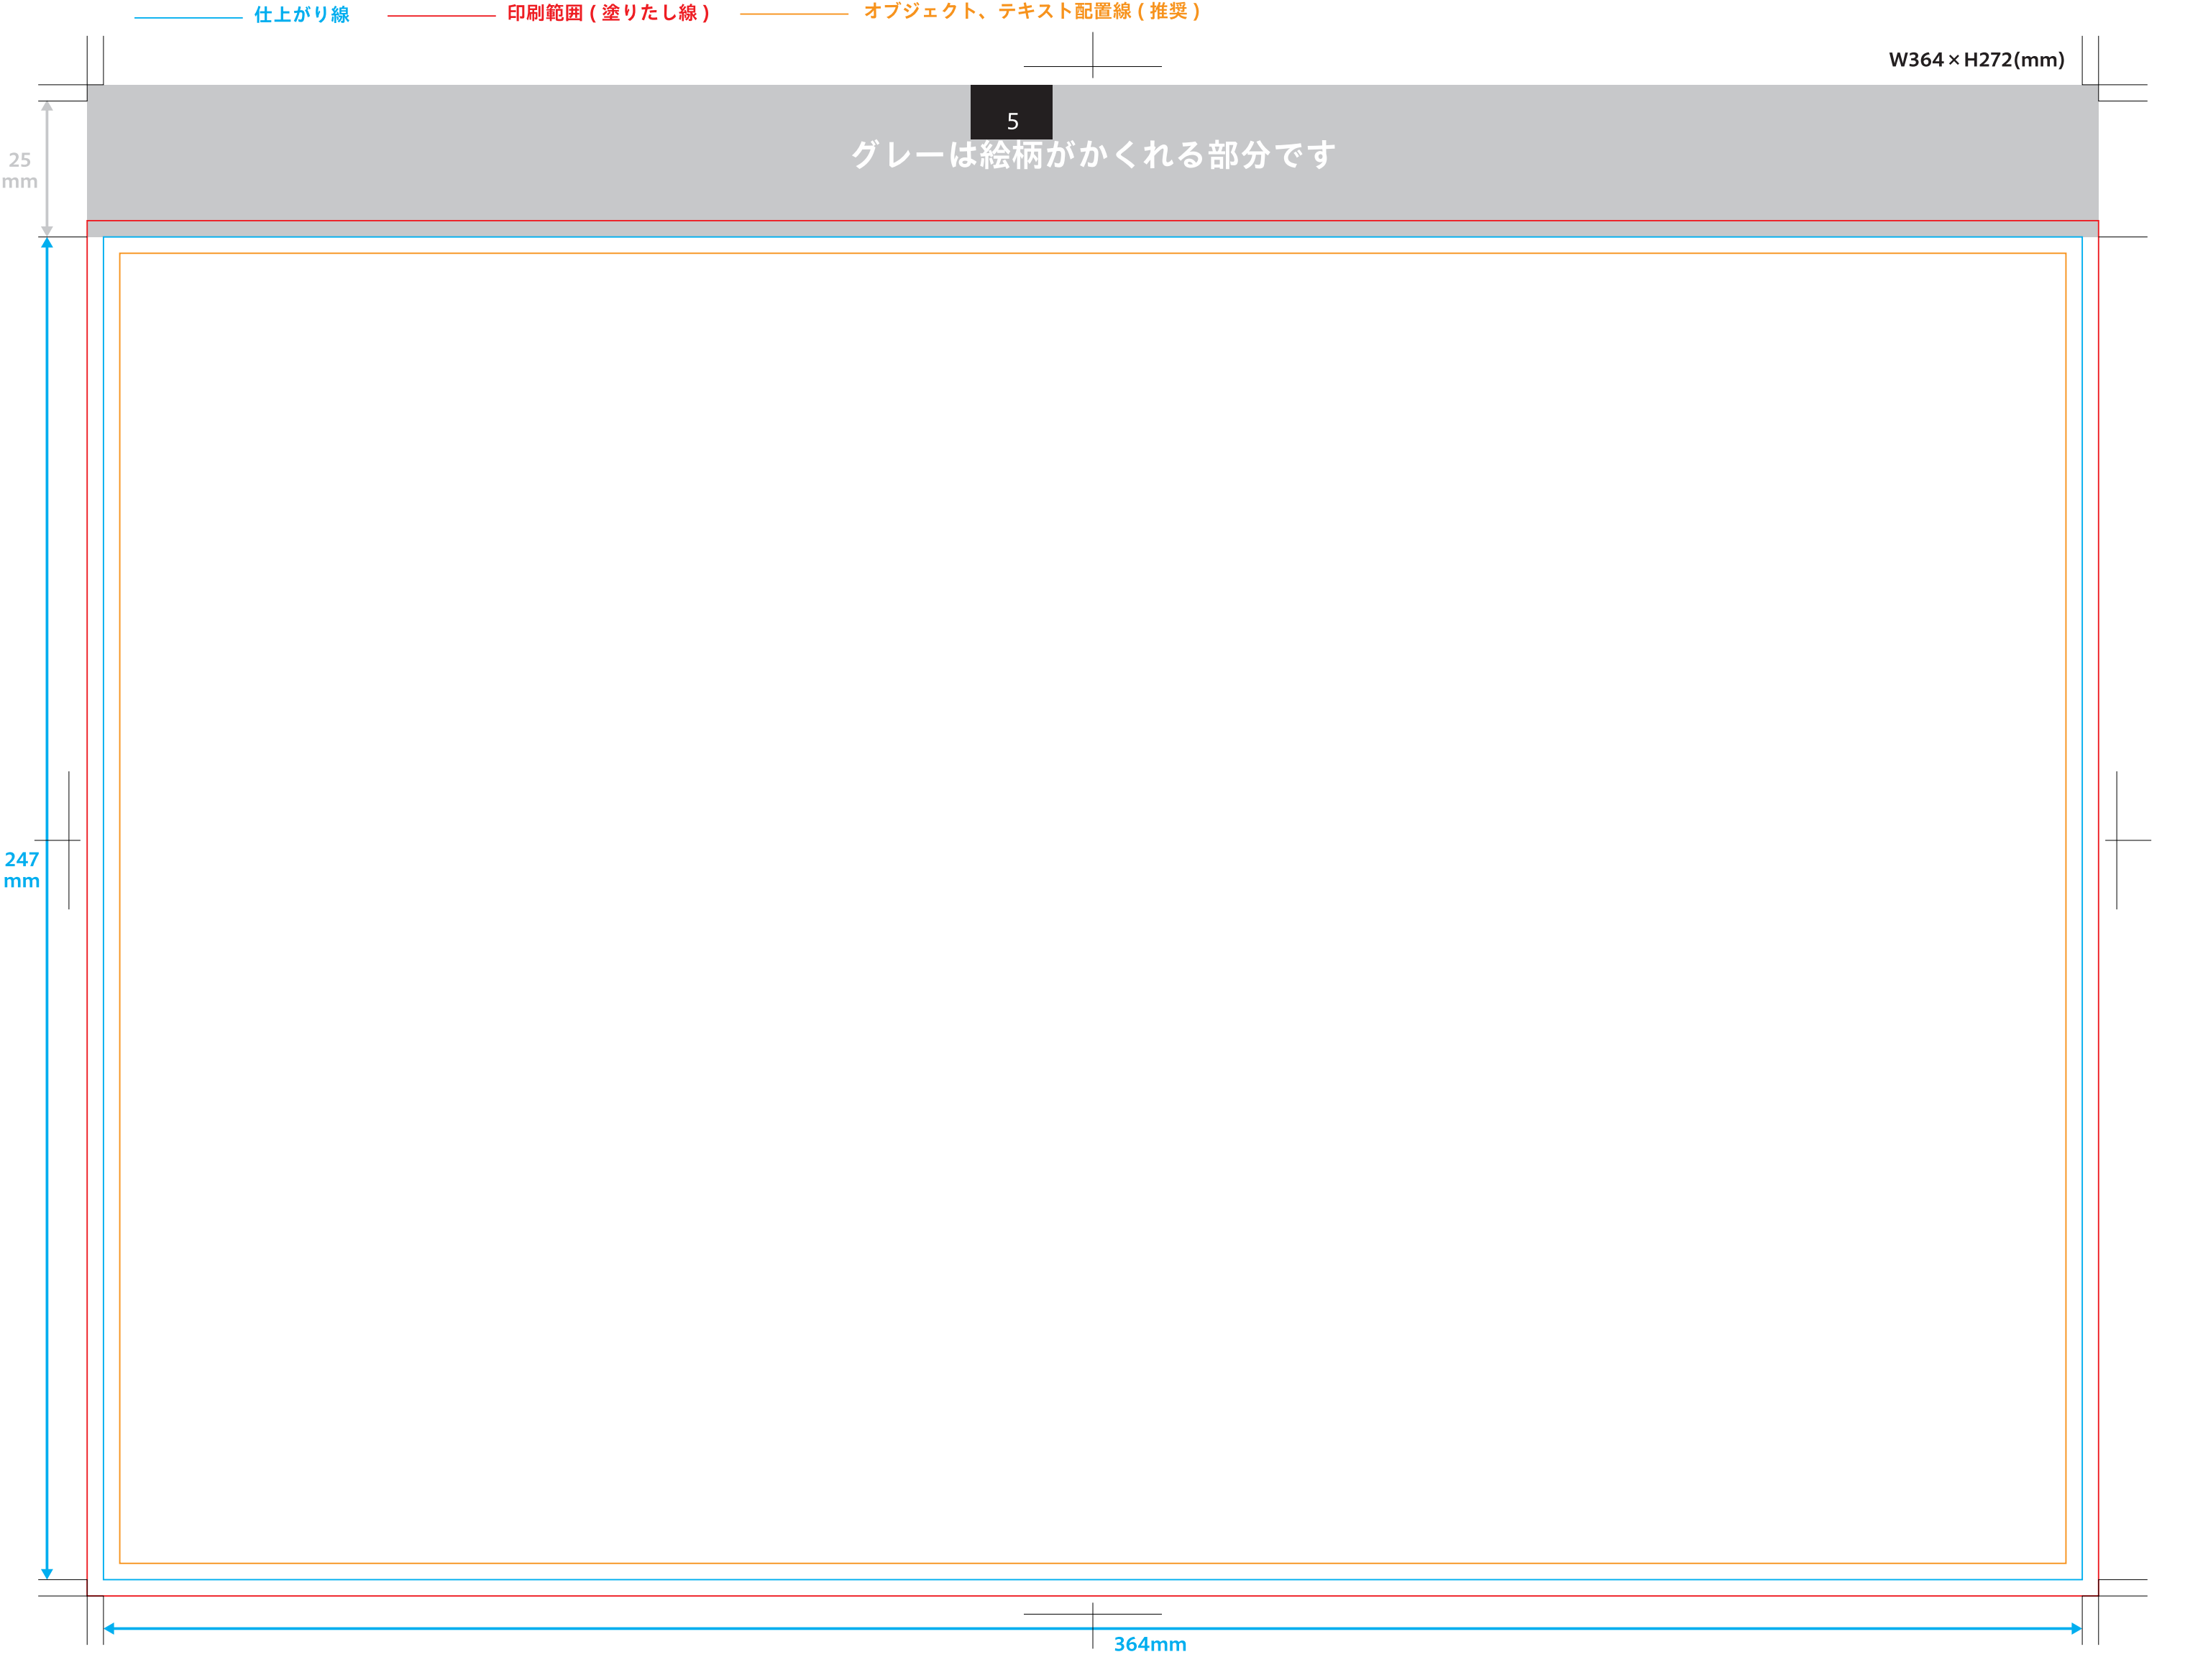 仕上がり線
印刷範囲 ( 塗りたし線 )
オブジェクト、テキスト配置線 ( 推奨 )
W364×H272(mm)
5
グレーは絵柄がかくれる部分です
25
mm
247
mm
364mm